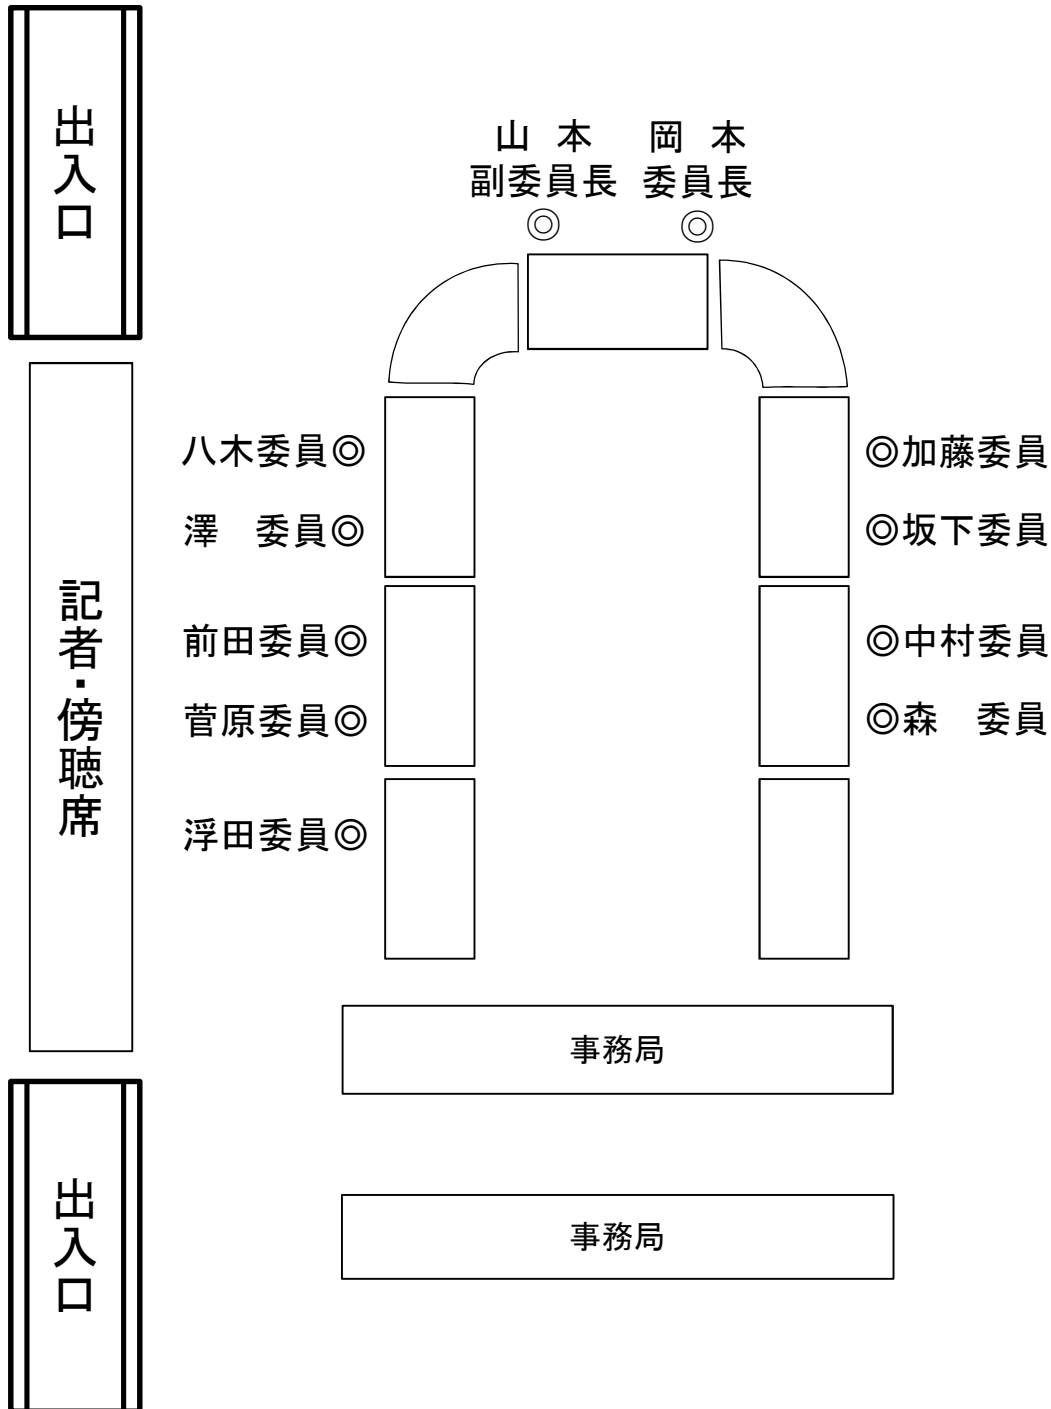 出入口
山 本
副委員長
岡 本
委員長
八木委員◎
◎加藤委員
澤 委員◎
◎坂下委員
記者・傍聴席
前田委員◎
◎中村委員
菅原委員◎
◎森 委員
浮田委員◎
事務局
出入口
事務局